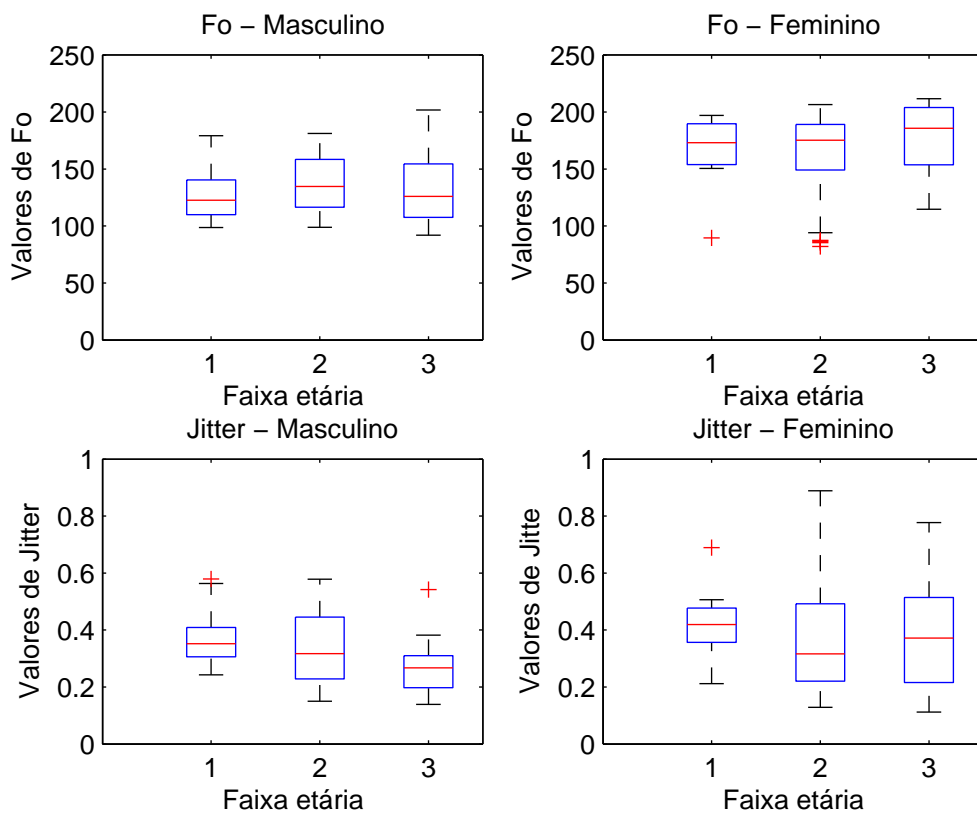 Fo – Masculino
250
200
150
100
50
0
Valores de Fo
1 2 3
Faixa etária
Fo – Feminino
250
200
150
100
50
0
Valores de Fo
1 2 3
Faixa etária
Jitter – Masculino
1
0.8
0.6
0.4
0.2
0
Valores de Jitter
1 2 3
Faixa etária
Jitter – Feminino
1
0.8
0.6
0.4
0.2
0
Valores de Jitte
1 2 3
Faixa etária